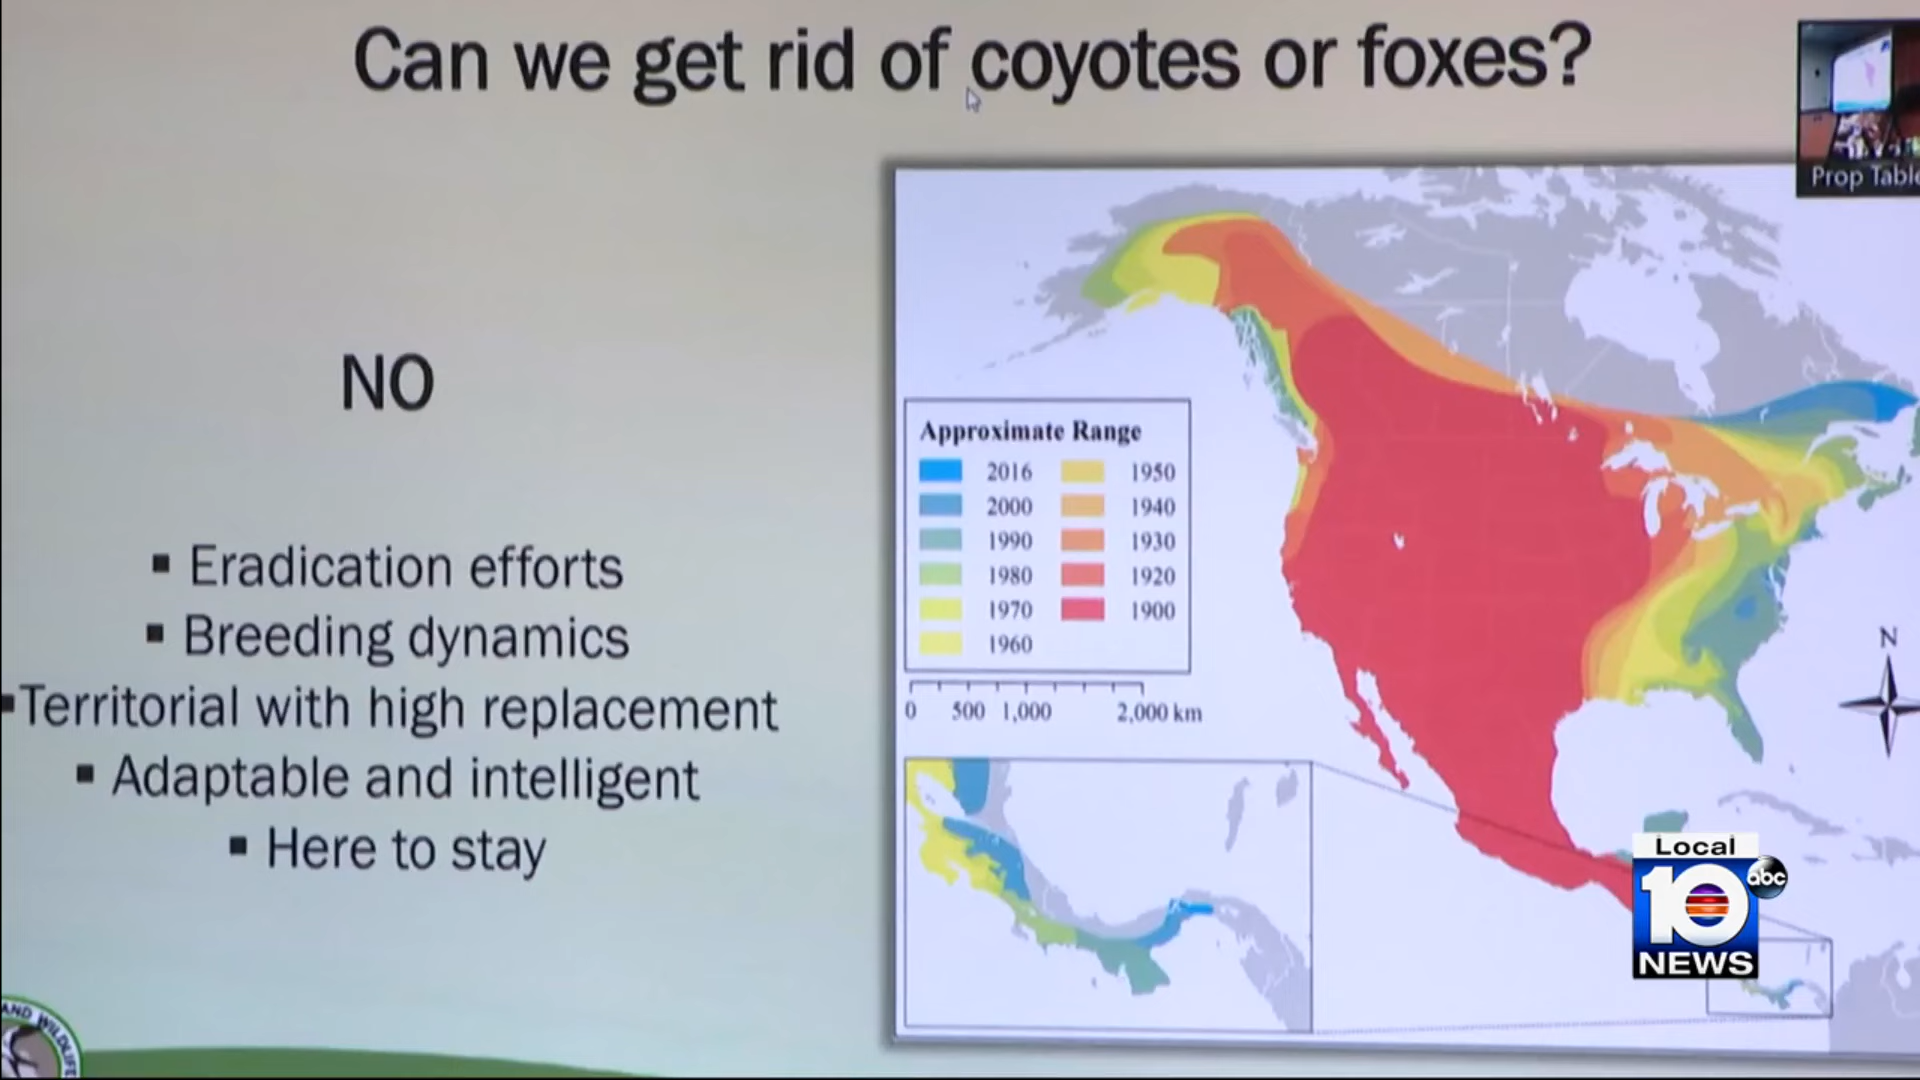 Can we get rid of coyotes or foxes?
Prop Table
NO
▪ Eradication efforts
▪ Breeding dynamics
▪Territorial with high replacement
▪ Adaptable and intelligent
▪ Here to stay
Approximate Range
2016 1950
2000 1940
1990 1930
1980 1920
1970 1900
1960
0 500 1,000 2,000 km
N
Local
10
abc
NEWS
AND WILDLIFE